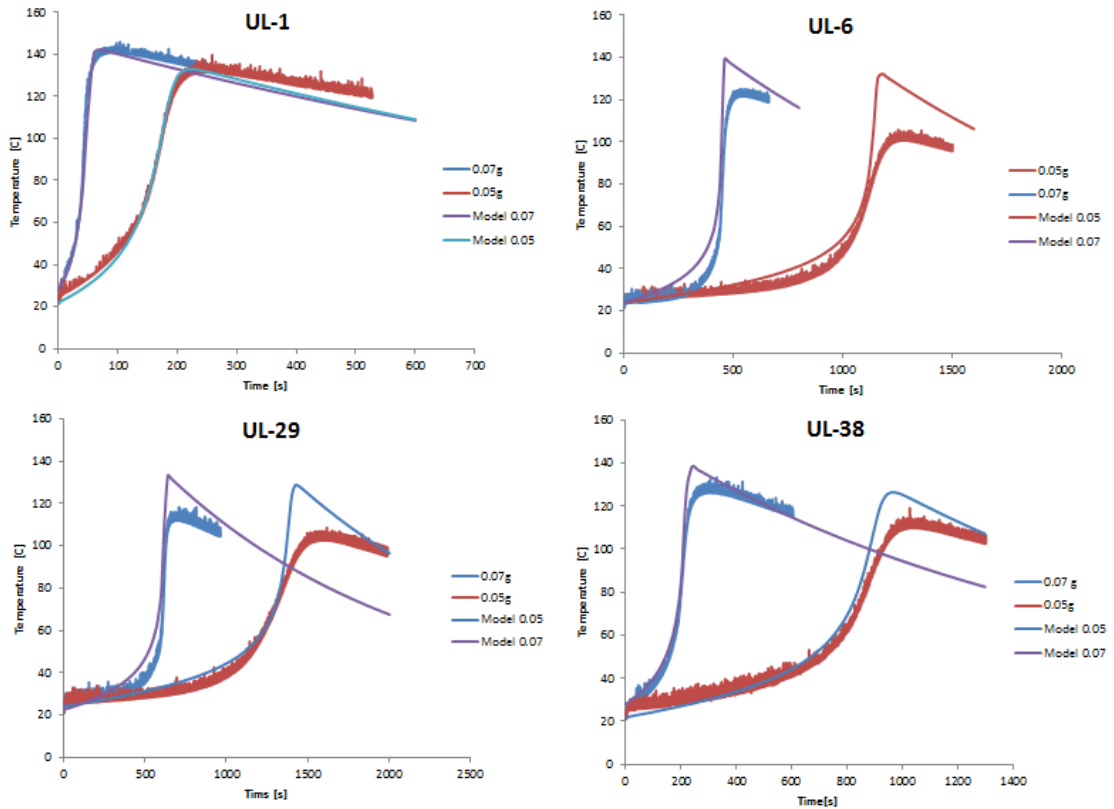 UL-1
160
140
120
100
80
60
40
20
0
Temperature [C]
0 100 200 300 400 500 600 700
Time [s]
0.07g
0.05g
Model 0.07
Model 0.05
UL-6
160
140
120
100
80
60
40
20
0
Temperature [C]
0 500 1000 1500 2000
Time [s]
0.05g
0.07g
Model 0.05
Model 0.07
UL-29
160
140
120
100
80
60
40
20
0
Temperature [C]
0 500 1000 1500 2000 2500
Tims [s]
0.07g
0.05g
Model 0.05
Model 0.07
UL-38
160
140
120
100
80
60
40
20
0
Temperature [C]
0 200 400 600 800 1000 1200 1400
Time[s]
0.07 g
0.05g
Model 0.05
Model 0.07